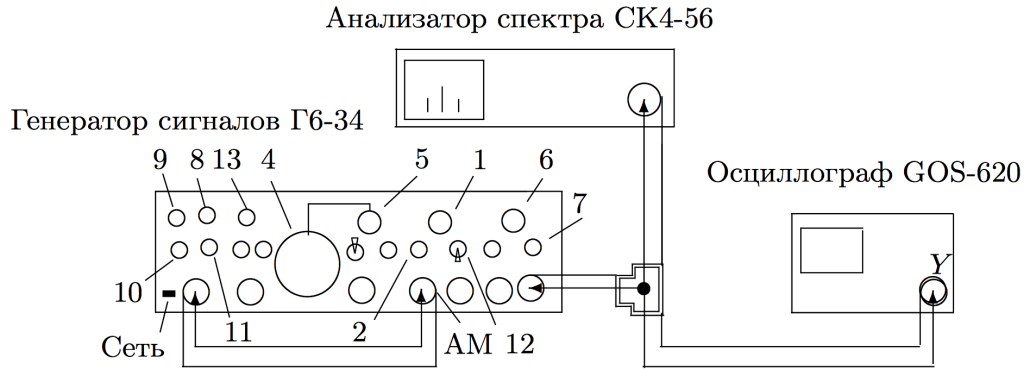 Анализатор спектра СК4-56
Генератор сигналов Г6-34
9 8 13 4 5 1 6
Осциллограф GOS-620
7
Y
10 11 2 АМ 12
Сеть